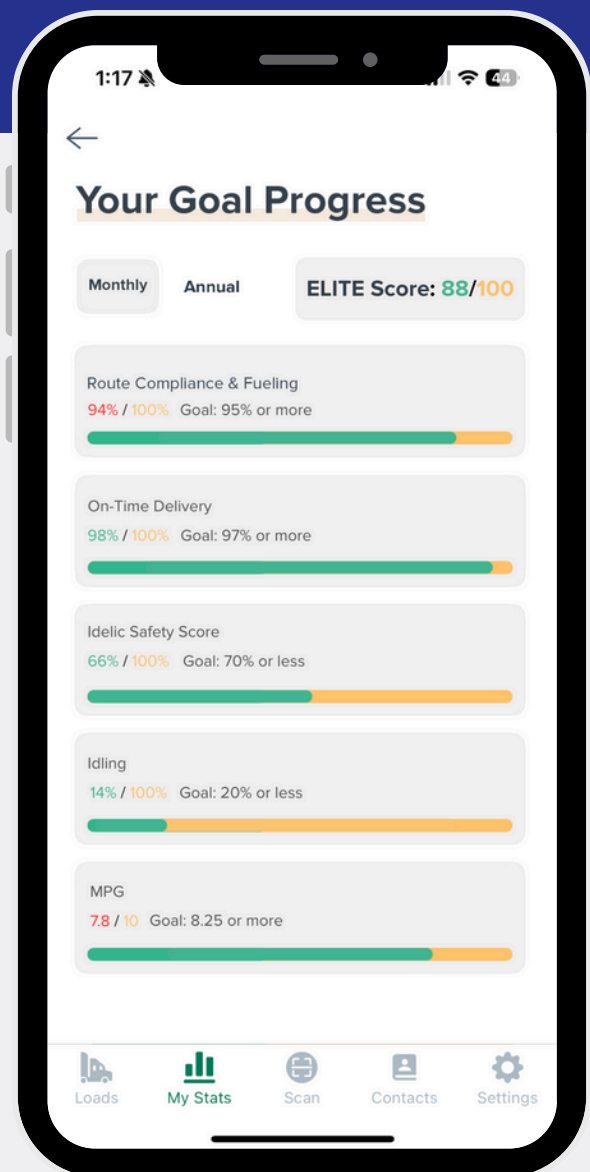 1:17
44
Your Goal Progress
Monthly Annual ELITE Score: 88/100
Route Compliance & Fueling
94% / 100% Goal: 95% or more
On-Time Delivery
98% / 100% Goal: 97% or more
Idelic Safety Score
66% / 100% Goal: 70% or less
Idling
14% / 100% Goal: 20% or less
MPG
7.8 / 10 Goal: 8.25 or more
Loads My Stats Scan Contacts Settings